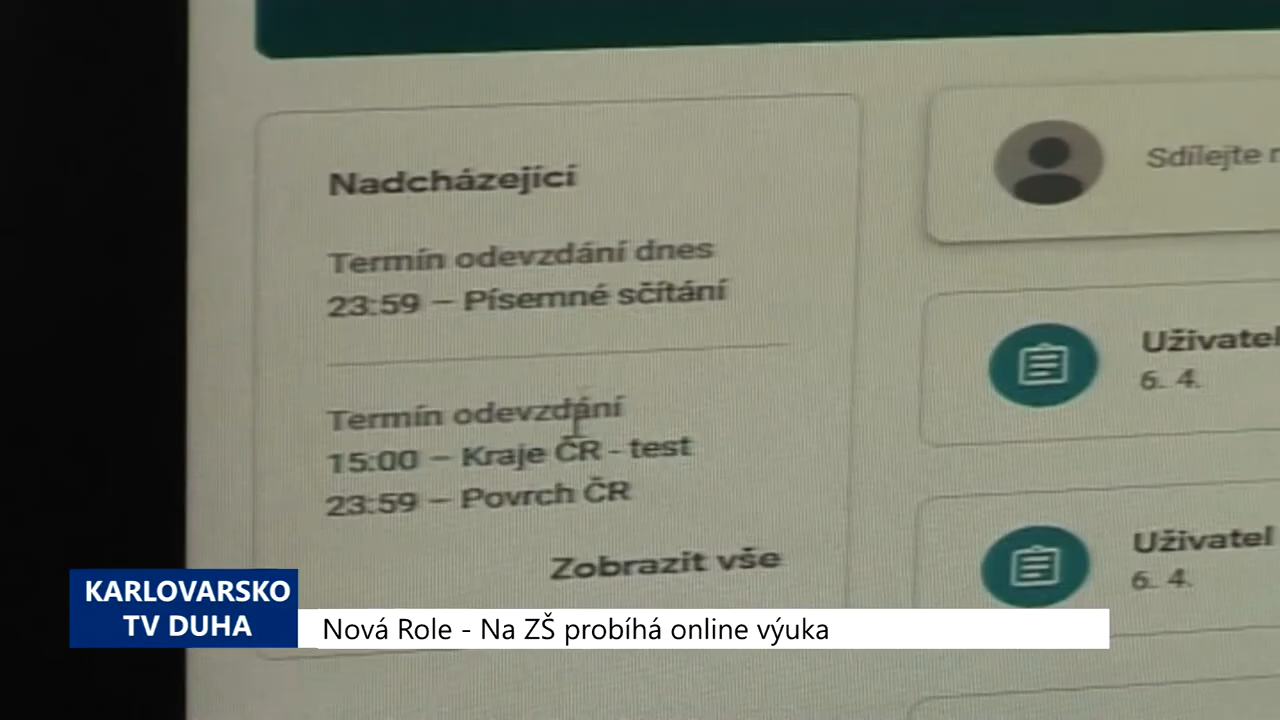 Nadcházející
Termín odevzdání dnes
23:59 – Písemné sčítání
Termín odevzdání
15:00 – Kraje ČR - test
23:59 – Povrch ČR
Zobrazit vše
Sdílejte
Uživatel
6. 4.
Uživatel
6. 4.
KARLOVARSKO
TV DUHA
Nová Role - Na ZŠ probíhá online výuka